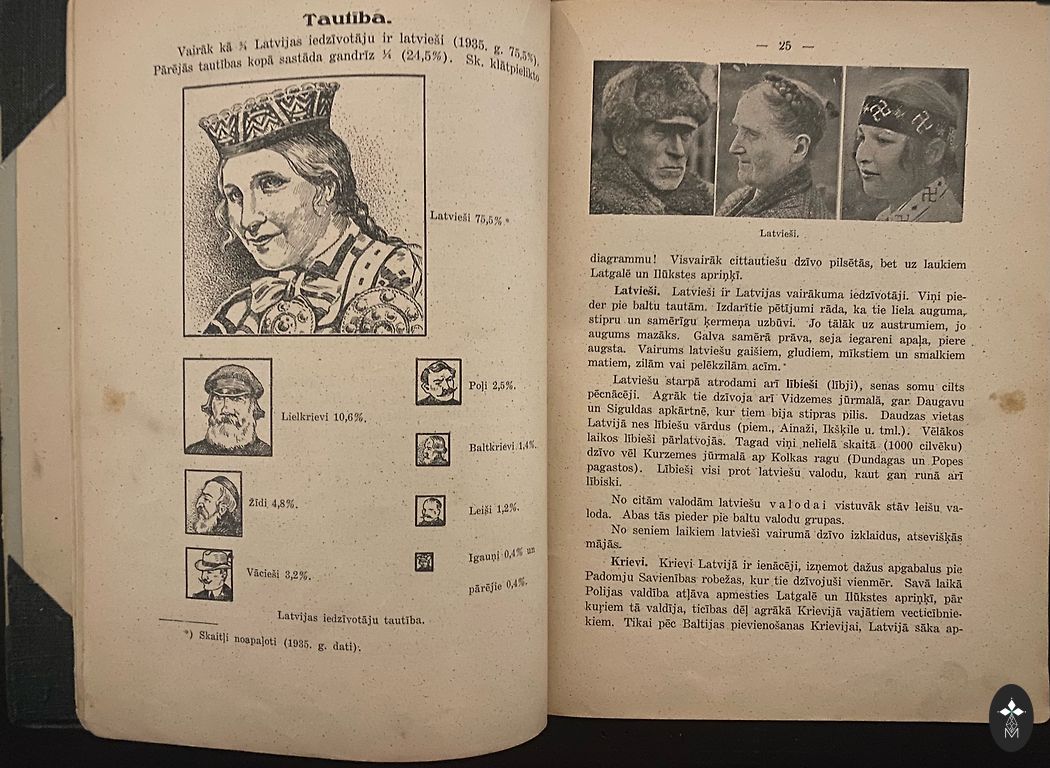 Tautība.
Vairāk kā ¾ Latvijas iedzīvotāju ir latvieši (1935. g. 75,5%).
Pārējās tautības kopā sastāda gandrīz ¼ (24,5%). Sk. klātpielikto
Latvieši 75,5%*
Lielkrievi 10,6%.
Poļi 2,5%.
Baltkrievi 1,4%.
Žīdi 4,8%.
Leiši 1,2%.
Vācieši 3,2%.
Igauņi 0,4% un
pārējie 0,4%.
Latvijas iedzīvotāju tautība.
*) Skaitļi noapaļoti (1935. g. dati).
— 25 —
Latvieši.
diagrammu! Visvairāk cittautiešu dzīvo pilsētās, bet uz laukiem
Latgalē un Ilūkstes apriņķī.
Latvieši. Latvieši ir Latvijas vairākuma iedzīvotāji. Viņi pie-
der pie baltu tautām. Izdarītie pētījumi rāda, ka tie liela auguma,
stipru un samērīgu ķermeņa uzbūvi. Jo tālāk uz austrumiem, jo
augums mazāks. Galva samērā prāva, seja iegareni apaļa, piere
augsta. Vairums latviešu gaišiem, gludiem, mīkstiem un smalkiem
matiem, zilām vai pelēkzilām acīm.
Latviešu starpā atrodami arī lībieši (lībji), senas somu cilts
pēcnācēji. Agrāk tie dzīvoja arī Vidzemes jūrmalā, gar Daugavu
un Siguldas apkārtnē, kur tiem bija stipras pilis. Daudzas vietas
Latvijā nes lībiešu vārdus (piem., Ainaži, Ikšķile u. tml.). Vēlākos
laikos lībieši pārlatvojās. Tagad viņi nelielā skaitā (1000 cilvēku)
dzīvo vēl Kurzemes jūrmalā ap Kolkas ragu (Dundagas un Popes
pagastos). Lībieši visi prot latviešu valodu, kaut gan runā arī
lībiski.
No citām valodām latviešu valodai vistuvāk stāv leišu va-
loda. Abas tās pieder pie baltu valodu grupas.
No seniem laikiem latvieši vairumā dzīvo izklaidus, atsevišķās
mājās.
Krievi. Krievi Latvijā ir ienācēji, izņemot dažus apgabalus pie
Padomju Savienības robežas, kur tie dzīvojuši vienmēr. Savā laikā
Polijas valdība atļāva apmesties Latgalē un Ilūkstes apriņķī, pār
kuŗiem tā valdīja, ticības dēļ agrākā Krievijā vajātiem vecticībnie-
kiem. Tikai pēc Baltijas pievienošanas Krievijai, Latvijā sāka ap-
M